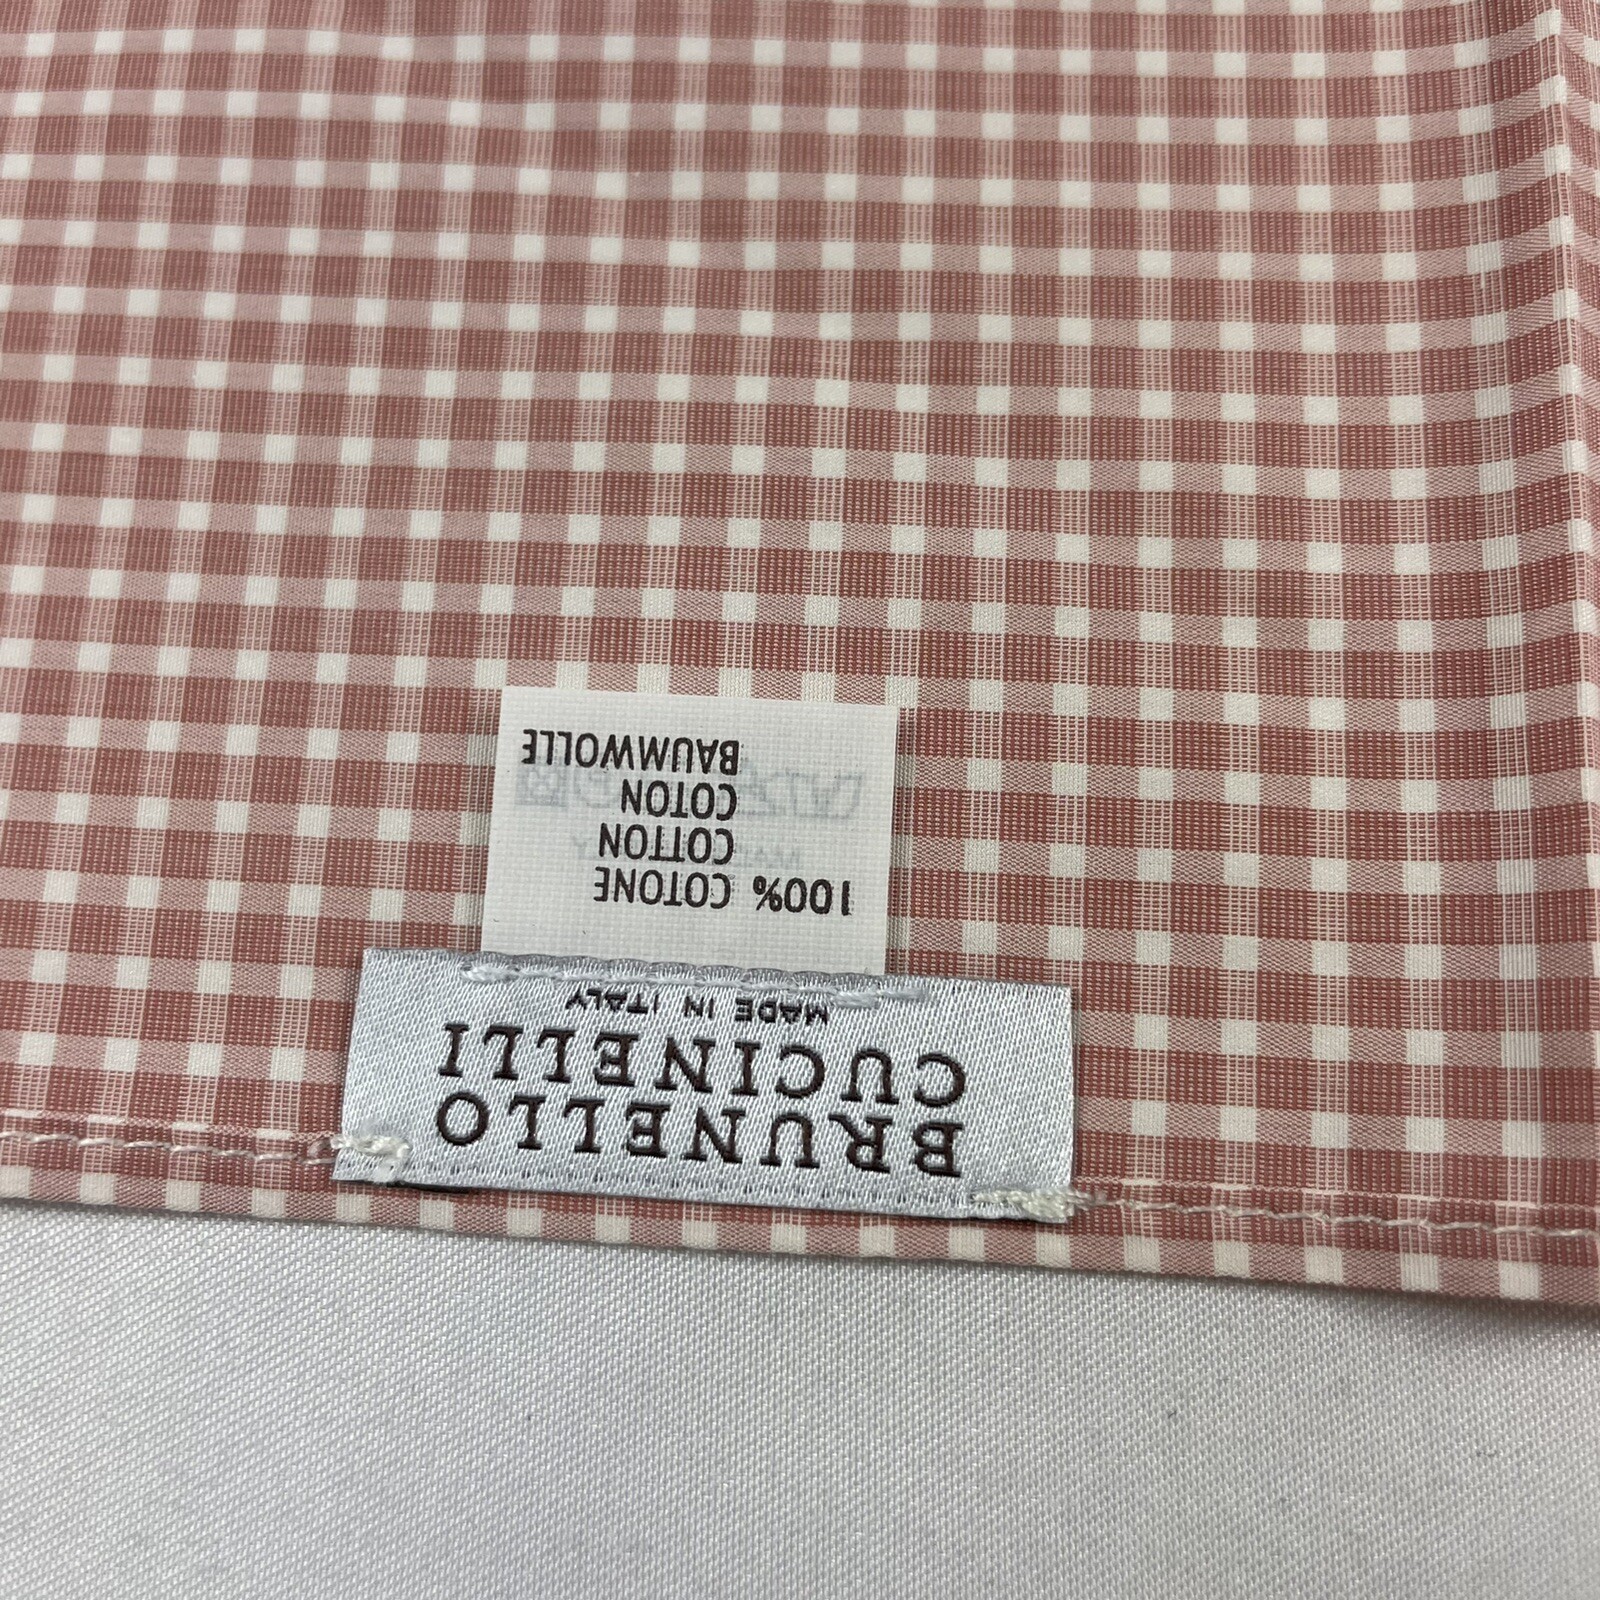 BRUNELLO
CUCINELLI
MADE IN ITALY
100% COTONE
COTTON
COTON
BAUMWOLLE